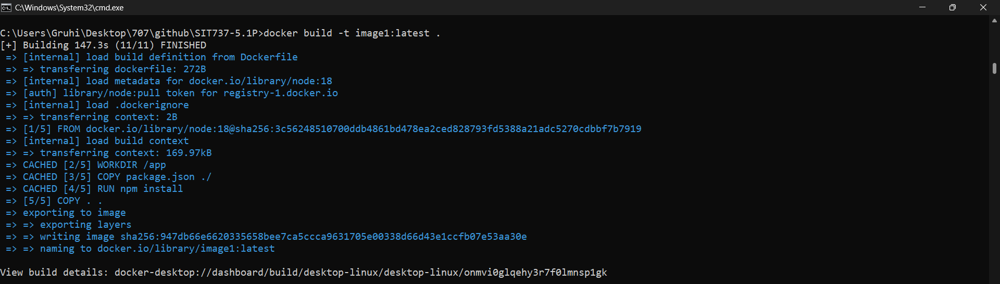 C:\Windows\System32\cmd.exe
C:\Users\Gruhi\Desktop\707\github\SIT737-5.1P>docker build -t image1:latest .
[+] Building 147.3s (11/11) FINISHED
=> [internal] load build definition from Dockerfile
=> => transferring dockerfile: 272B
=> [internal] load metadata for docker.io/library/node:18
=> [auth] library/node:pull token for registry-1.docker.io
=> [internal] load .dockerignore
=> => transferring context: 2B
=> [1/5] FROM docker.io/library/node:18@sha256:3c56248510700ddb4861bd478ea2ced828793fd5388a21adc5270cdbbf7b7919
=> [internal] load build context
=> => transferring context: 169.97kB
=> CACHED [2/5] WORKDIR /app
=> CACHED [3/5] COPY package.json ./
=> CACHED [4/5] RUN npm install
=> [5/5] COPY . .
=> exporting to image
=> => exporting layers
=> => writing image sha256:947db66e6620335658bee7ca5ccca9631705e00338d66d43e1ccfb07e53aa30e
=> => naming to docker.io/library/image1:latest
View build details: docker-desktop://dashboard/build/desktop-linux/desktop-linux/onmvi0glqehy3r7f0lmnsp1gk